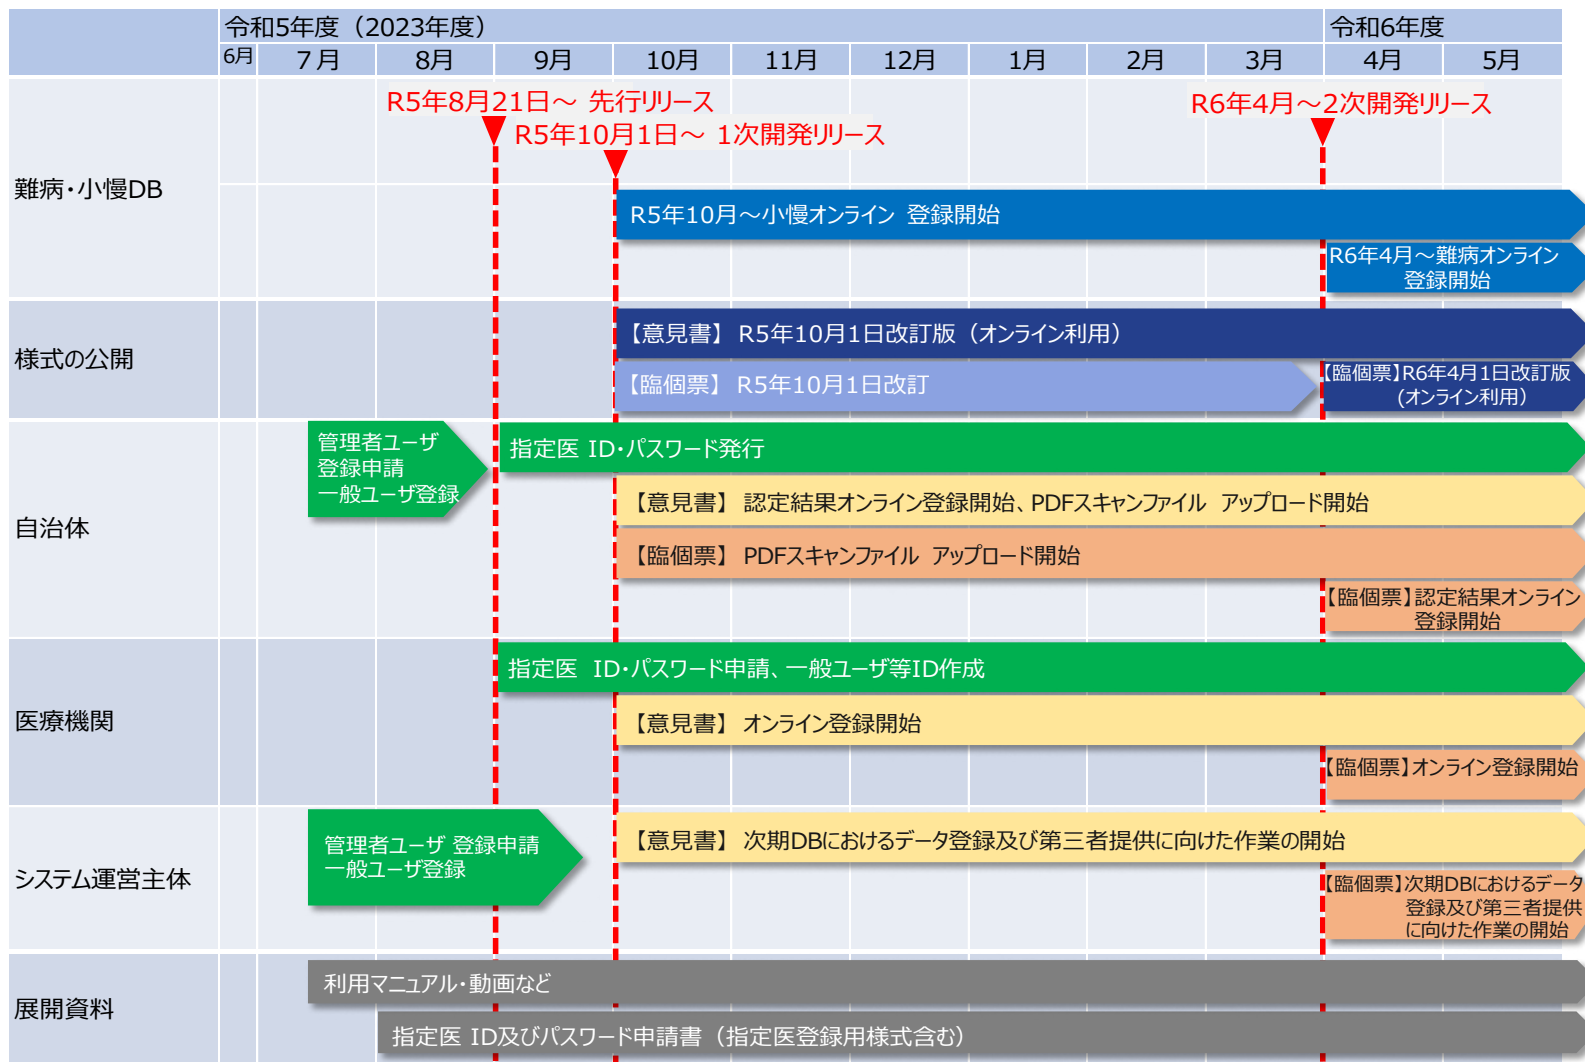 令和5年度（2023年度）
令和6年度
6月 7月 8月 9月 10月 11月 12月 1月 2月 3月 4月 5月
難病・小慢DB
R5年8月21日～ 先行リリース
R5年10月1日～ 1次開発リリース
R6年4月～2次開発リリース
R5年10月～小慢オンライン 登録開始
R6年4月～難病オンライン
登録開始
様式の公開
【意見書】 R5年10月1日改訂版（オンライン利用）
【臨個票】 R5年10月1日改訂
【臨個票】R6年4月1日改訂版
(オンライン利用）
自治体
管理者ユーザ
登録申請
一般ユーザ登録
指定医 ID・パスワード発行
【意見書】 認定結果オンライン登録開始、PDFスキャンファイル アップロード開始
【臨個票】 PDFスキャンファイル アップロード開始
【臨個票】認定結果オンライン
登録開始
医療機関
指定医 ID・パスワード申請、一般ユーザ等ID作成
【意見書】 オンライン登録開始
【臨個票】オンライン登録開始
システム運営主体
管理者ユーザ 登録申請
一般ユーザ登録
【意見書】 次期DBにおけるデータ登録及び第三者提供に向けた作業の開始
【臨個票】次期DBにおけるデータ
登録及び第三者提供
に向けた作業の開始
展開資料
利用マニュアル・動画など
指定医 ID及びパスワード申請書（指定医登録用様式含む）